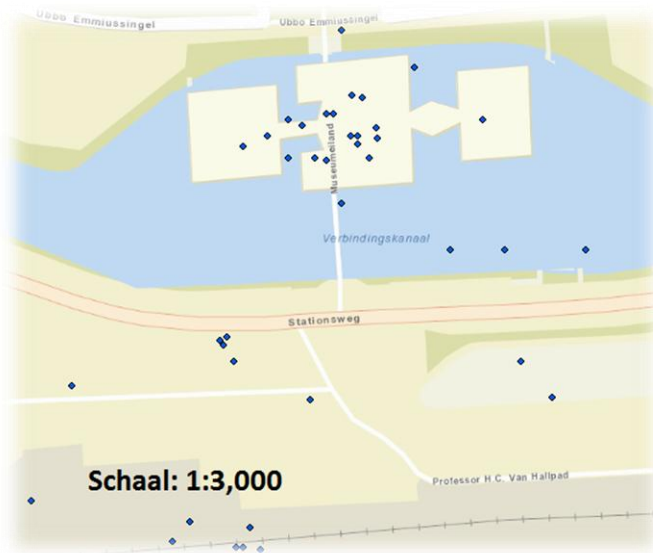 Ubbo Emmiussingel
Ubbo Emmiussingel
Museumeiland
Verbindingskanaal
Stationsweg
Schaal: 1:3,000
Professor H.C. Van Hallpad